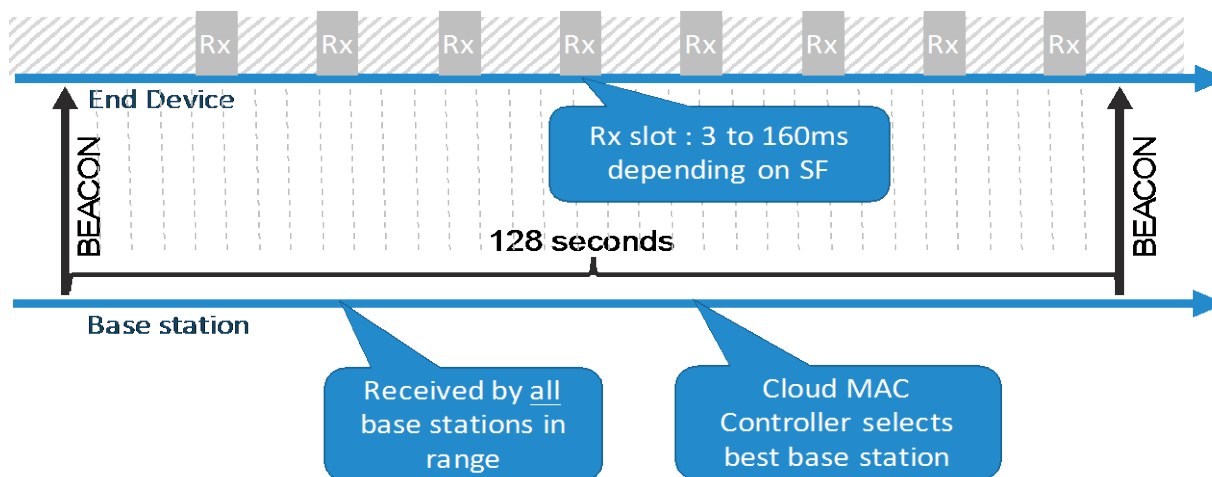 Rx Rx Rx Rx Rx Rx Rx Rx
End Device
Rx slot : 3 to 160ms
depending on SF
BEACON
BEACON
128 seconds
Base station
Received by all
base stations in
range
Cloud MAC
Controller selects
best base station